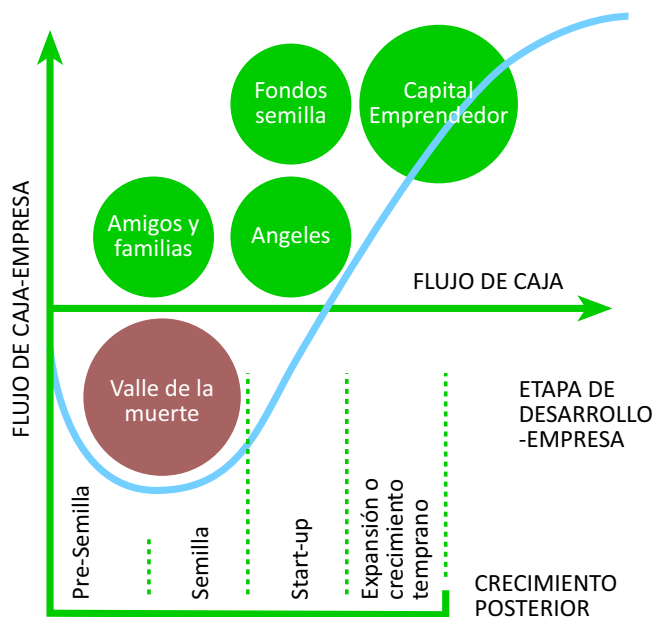 Fondos
semilla
Capital
Emprendedor
Amigos y
familias
Angeles
FLUJO DE CAJA-EMPRESA
FLUJO DE CAJA
Valle de la
muerte
ETAPA DE
DESARROLLO
-EMPRESA
Pre-Semilla
Semilla
Start-up
Expansión o
crecimiento
temprano
CRECIMIENTO
POSTERIOR